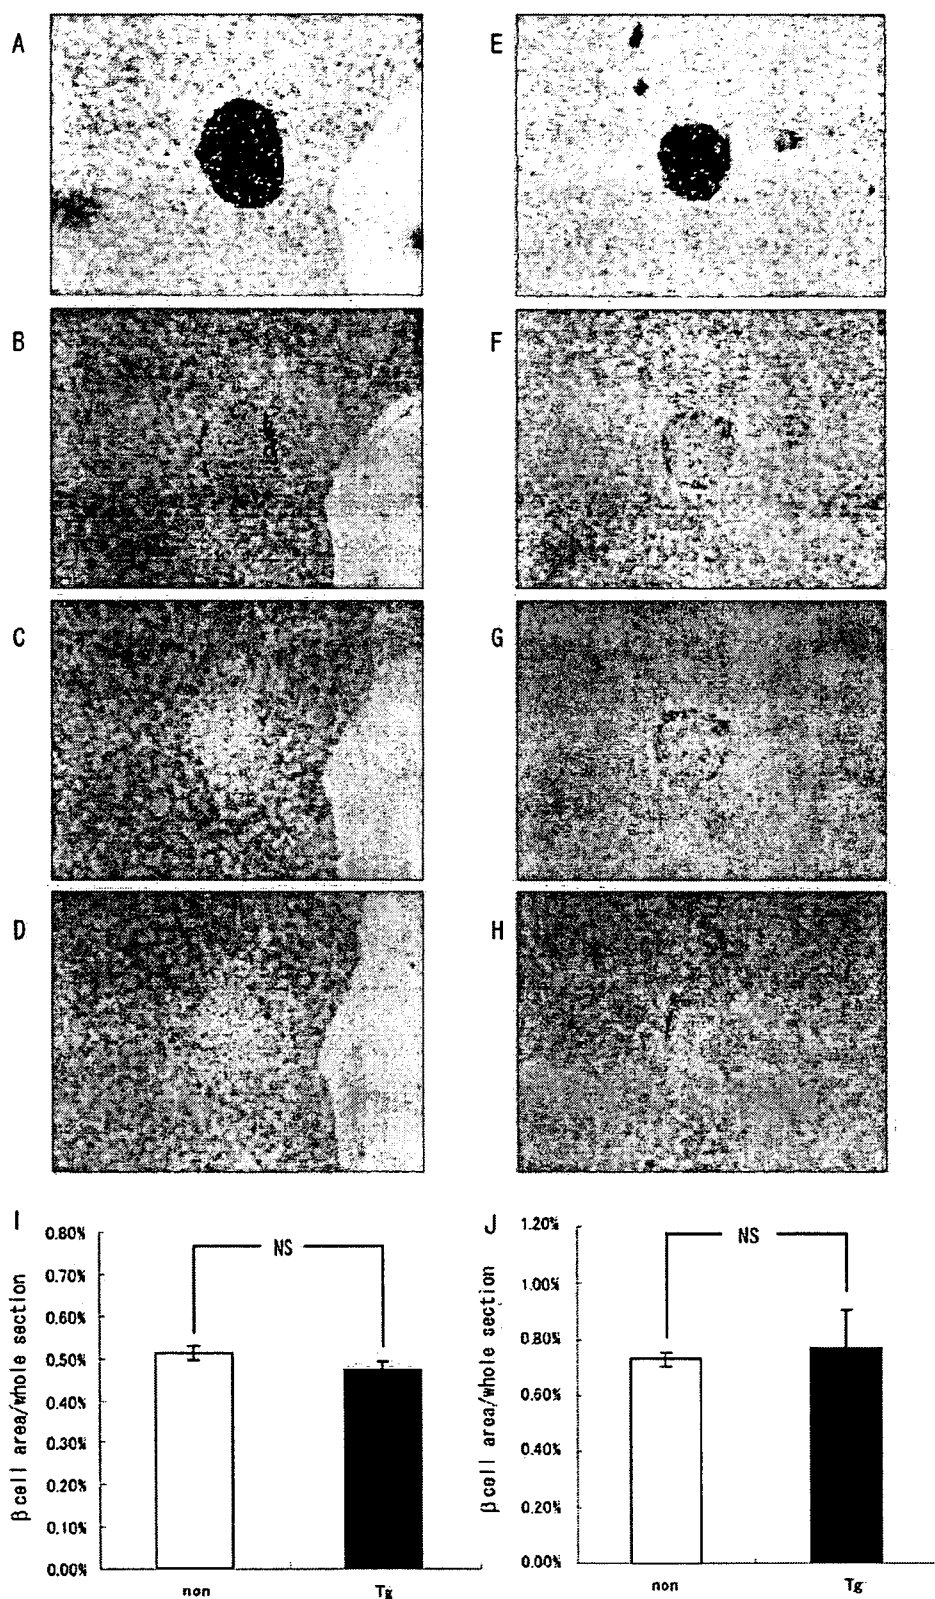 A
E
B
F
C
G
D
H
I
0.80%
0.70%
0.60%
0.50%
0.40%
0.30%
0.20%
0.10%
0.00%
β cell area/whole section
NS
non
Tg
J
1.20%
1.00%
0.80%
0.60%
0.40%
0.20%
0.00%
β cell area/whole section
NS
non
Tg